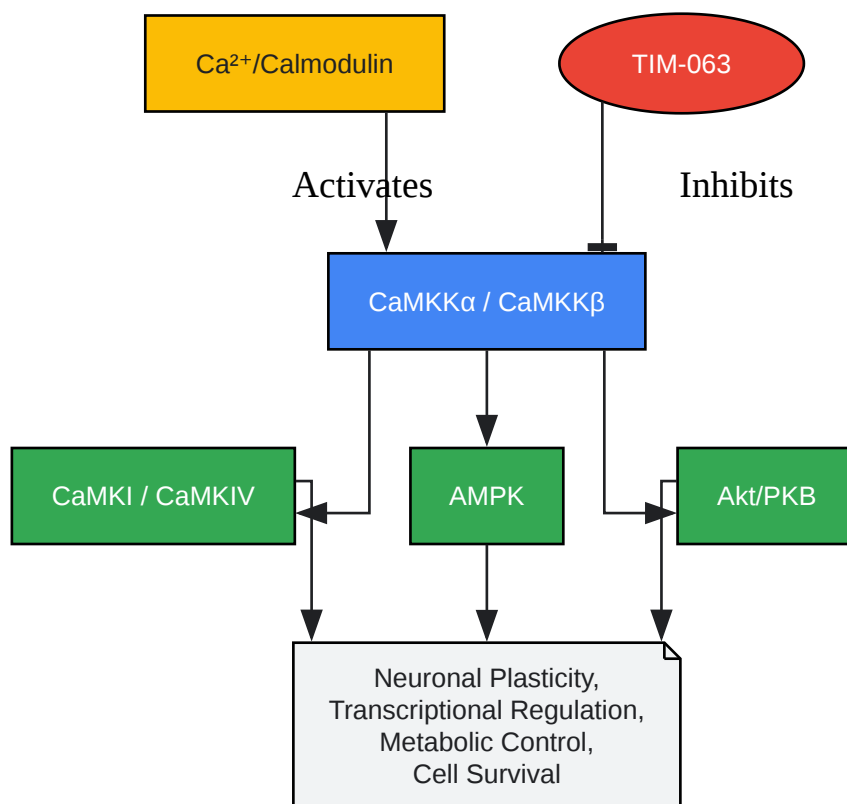 Ca²⁺/Calmodulin
TIM-063
Activates
Inhibits
CaMKKα / CaMKKβ
CaMKI / CaMKIV
AMPK
Akt/PKB
Neuronal Plasticity,
Transcriptional Regulation,
Metabolic Control,
Cell Survival